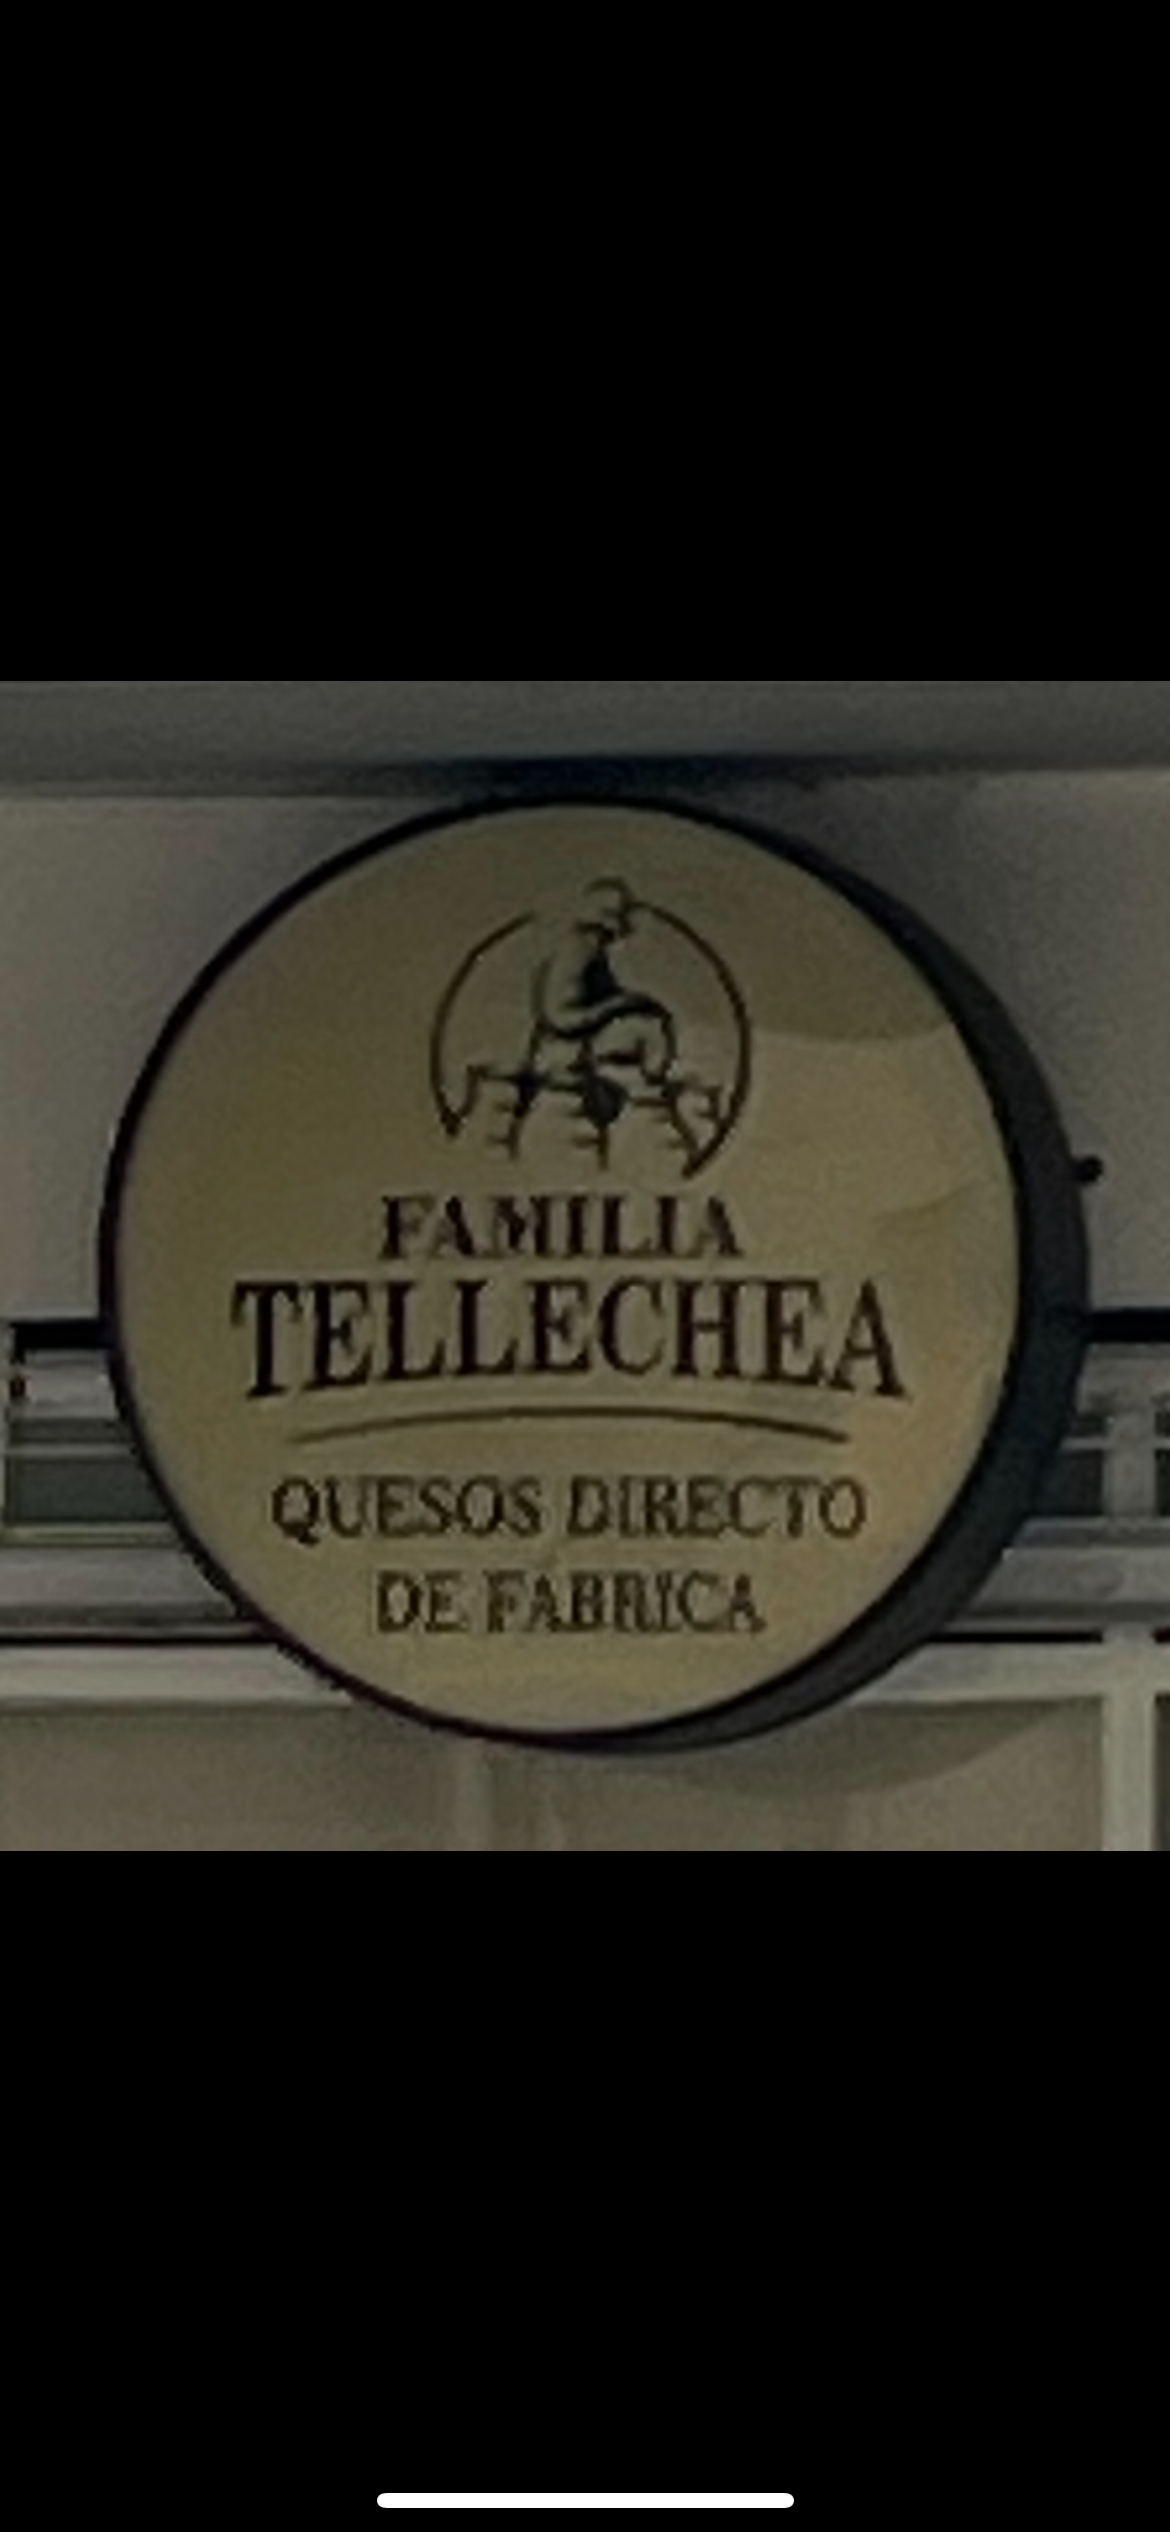 FAMILIA
TELLECHEA
QUESOS DIRECTO
DE FABRICA